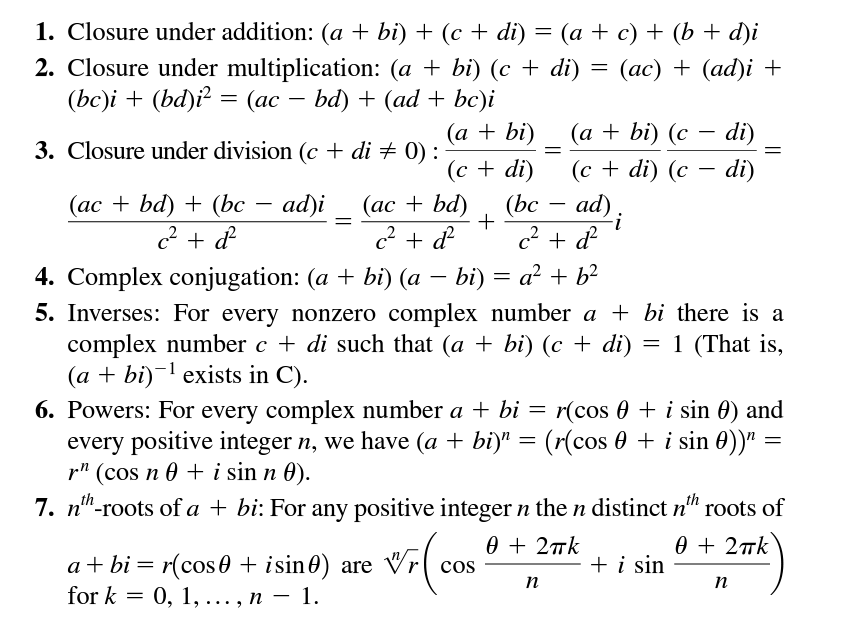 1. Closure under addition: (a + bi) + (c + di) = (a + c) + (b + d)i
2. Closure under multiplication: (a + bi) (c + di) = (ac) + (ad)i +
(bc)i + (bd)i² = (ac − bd) + (ad + bc)i
3. Closure under division (c + di ≠ 0) : (a + bi)/(c + di) = (a + bi) (c − di)/(c + di) (c − di) =
(ac + bd) + (bc − ad)i/c² + d² = (ac + bd)/c² + d² + (bc − ad)/c² + d² i
4. Complex conjugation: (a + bi) (a − bi) = a² + b²
5. Inverses: For every nonzero complex number a + bi there is a
complex number c + di such that (a + bi) (c + di) = 1 (That is,
(a + bi)⁻¹ exists in C).
6. Powers: For every complex number a + bi = r(cos θ + i sin θ) and
every positive integer n, we have (a + bi)ⁿ = (r(cos θ + i sin θ))ⁿ =
rⁿ (cos n θ + i sin n θ).
7. nᵗʰ-roots of a + bi: For any positive integer n the n distinct nᵗʰ roots of
a + bi = r(cosθ + isinθ) are ⁿ√r( cos θ + 2πk/n + i sin θ + 2πk/n )
for k = 0, 1, ..., n − 1.